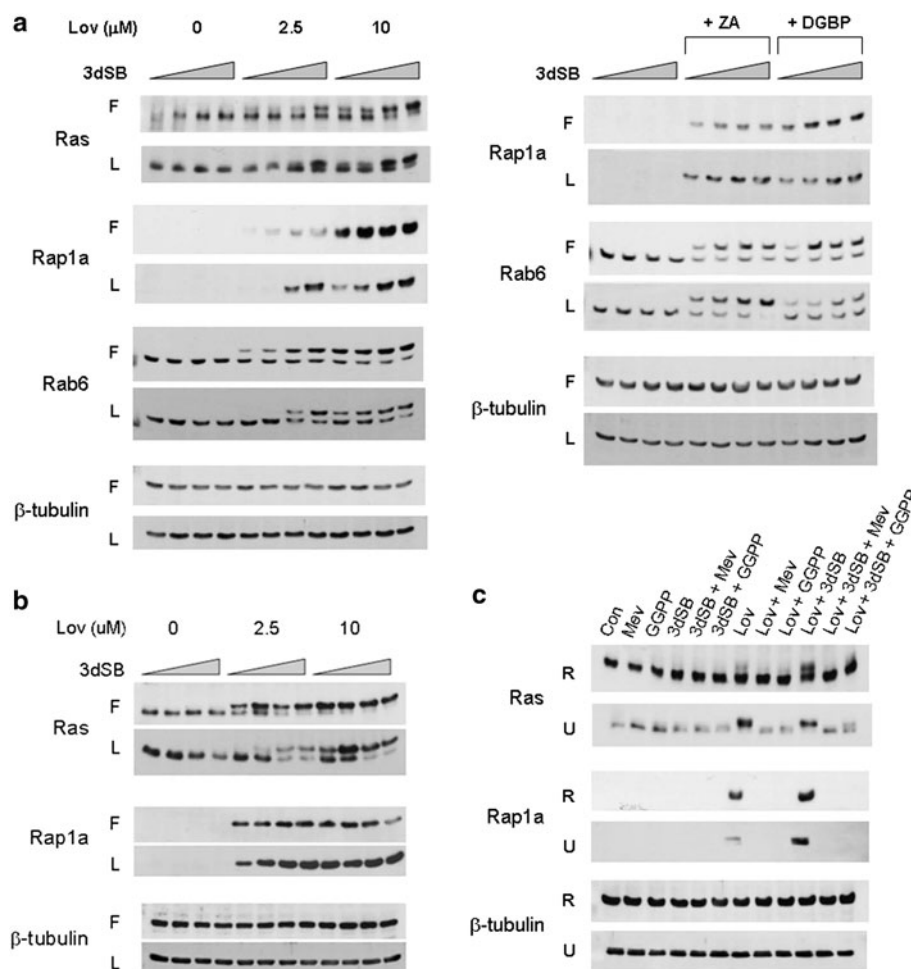 a
Lov (μM) 0 2.5 10
3dSB
F
Ras
L
F
Rap1a
L
F
Rab6
L
F
β-tubulin
L
+ ZA + DGBP
3dSB
F
Rap1a
L
F
Rab6
L
F
β-tubulin
L
b
Lov (uM) 0 2.5 10
3dSB
F
Ras
L
F
Rap1a
L
F
β-tubulin
L
c
Con
Mev
GGPP
3dSB
3dSB + Mev
3dSB + GGPP
Lov
Lov + Mev
Lov + GGPP
Lov + 3dSB
Lov + 3dSB + Mev
Lov + 3dSB + GGPP
R
Ras
U
R
Rap1a
U
R
β-tubulin
U